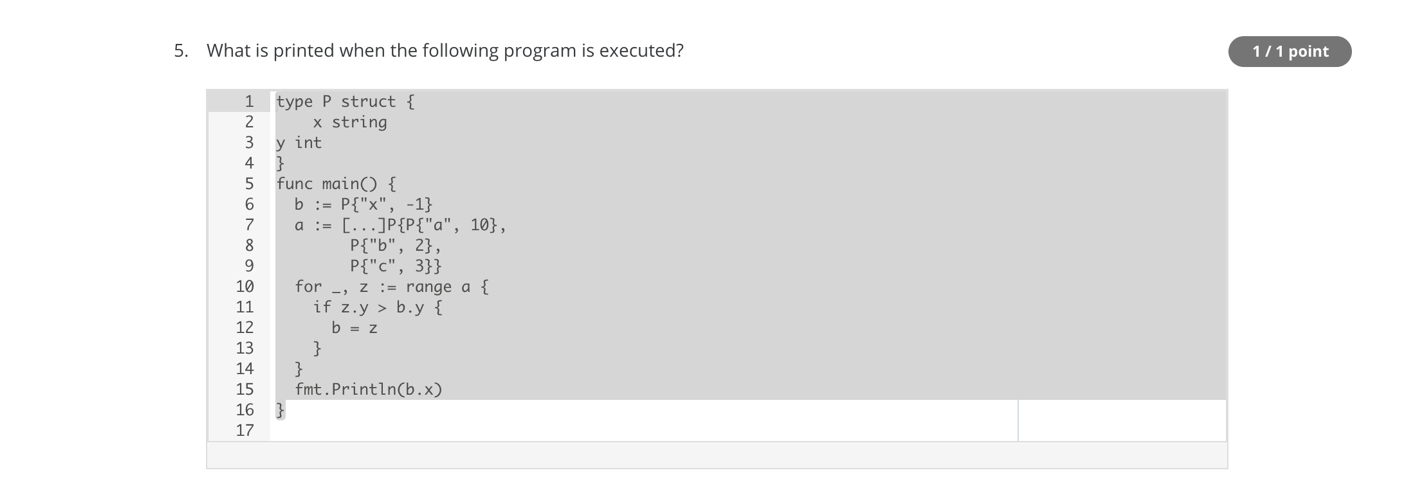 5. What is printed when the following program is executed?
1 / 1 point
1 type P struct {
2     x string
3 y int
4 }
5 func main() {
6   b := P{"x", -1}
7   a := [...]P{P{"a", 10},
8         P{"b", 2},
9         P{"c", 3}}
10   for _, z := range a {
11     if z.y > b.y {
12       b = z
13     }
14   }
15   fmt.Println(b.x)
16 }
17